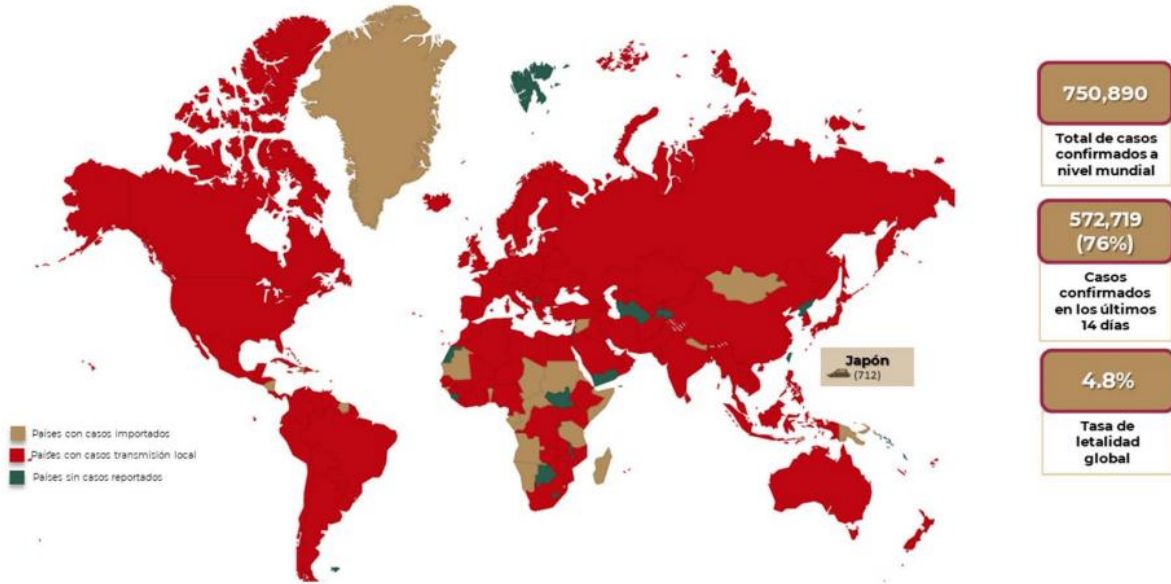 750,890
Total de casos
confirmados a
nivel mundial
572,719
(76%)
Casos
confirmados
en los últimos
14 días
4.8%
Tasa de
letalidad
global
Japón
(712)
Países con casos importados
Países con casos transmisión local
Países sin casos reportados